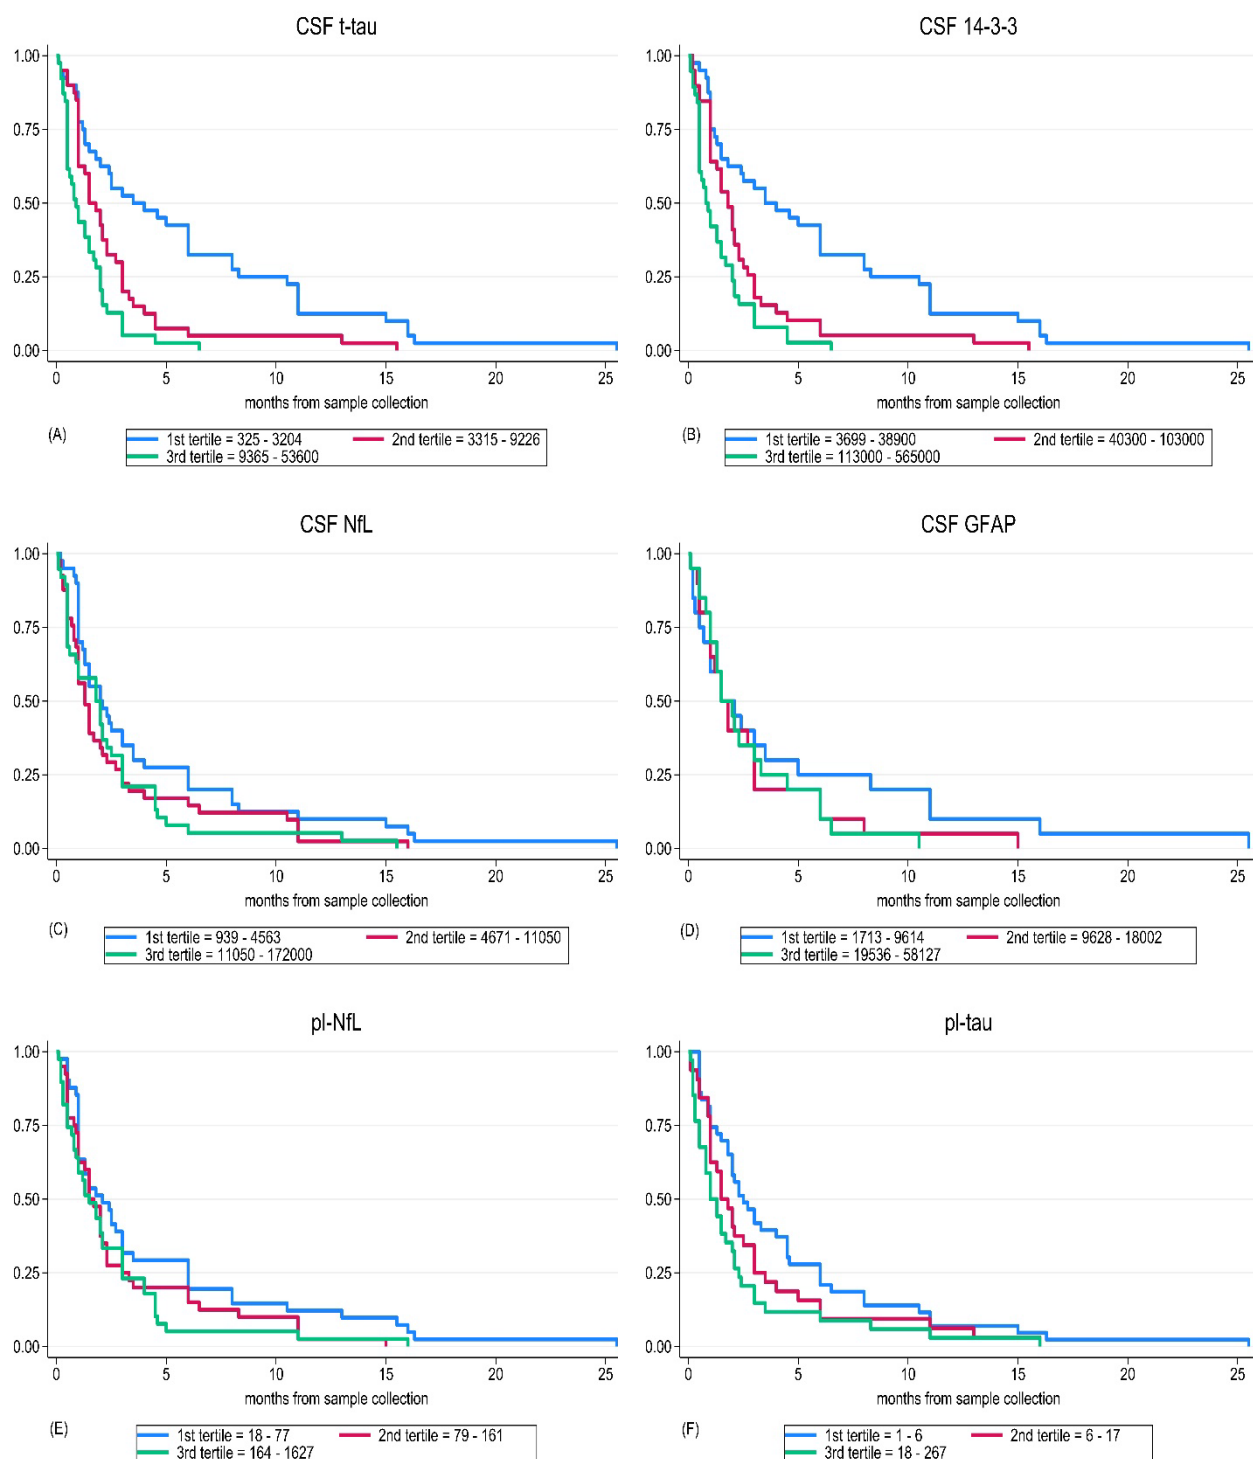 CSF t-tau
1.00
0.75
0.50
0.25
0.00
0 5 10 15 20 25
months from sample collection
(A)
1st tertile = 325 - 3204 2nd tertile = 3315 - 9226
3rd tertile = 9365 - 53600
CSF 14-3-3
1.00
0.75
0.50
0.25
0.00
0 5 10 15 20 25
months from sample collection
(B)
1st tertile = 3699 - 38900 2nd tertile = 40300 - 103000
3rd tertile = 113000 - 565000
CSF NfL
1.00
0.75
0.50
0.25
0.00
0 5 10 15 20 25
months from sample collection
(C)
1st tertile = 939 - 4563 2nd tertile = 4671 - 11050
3rd tertile = 11050 - 172000
CSF GFAP
1.00
0.75
0.50
0.25
0.00
0 5 10 15 20 25
months from sample collection
(D)
1st tertile = 1713 - 9614 2nd tertile = 9628 - 18002
3rd tertile = 19536 - 58127
pl-NfL
1.00
0.75
0.50
0.25
0.00
0 5 10 15 20 25
months from sample collection
(E)
1st tertile = 18 - 77 2nd tertile = 79 - 161
3rd tertile = 164 - 1627
pl-tau
1.00
0.75
0.50
0.25
0.00
0 5 10 15 20 25
months from sample collection
(F)
1st tertile = 1 - 6 2nd tertile = 6 - 17
3rd tertile = 18 - 267